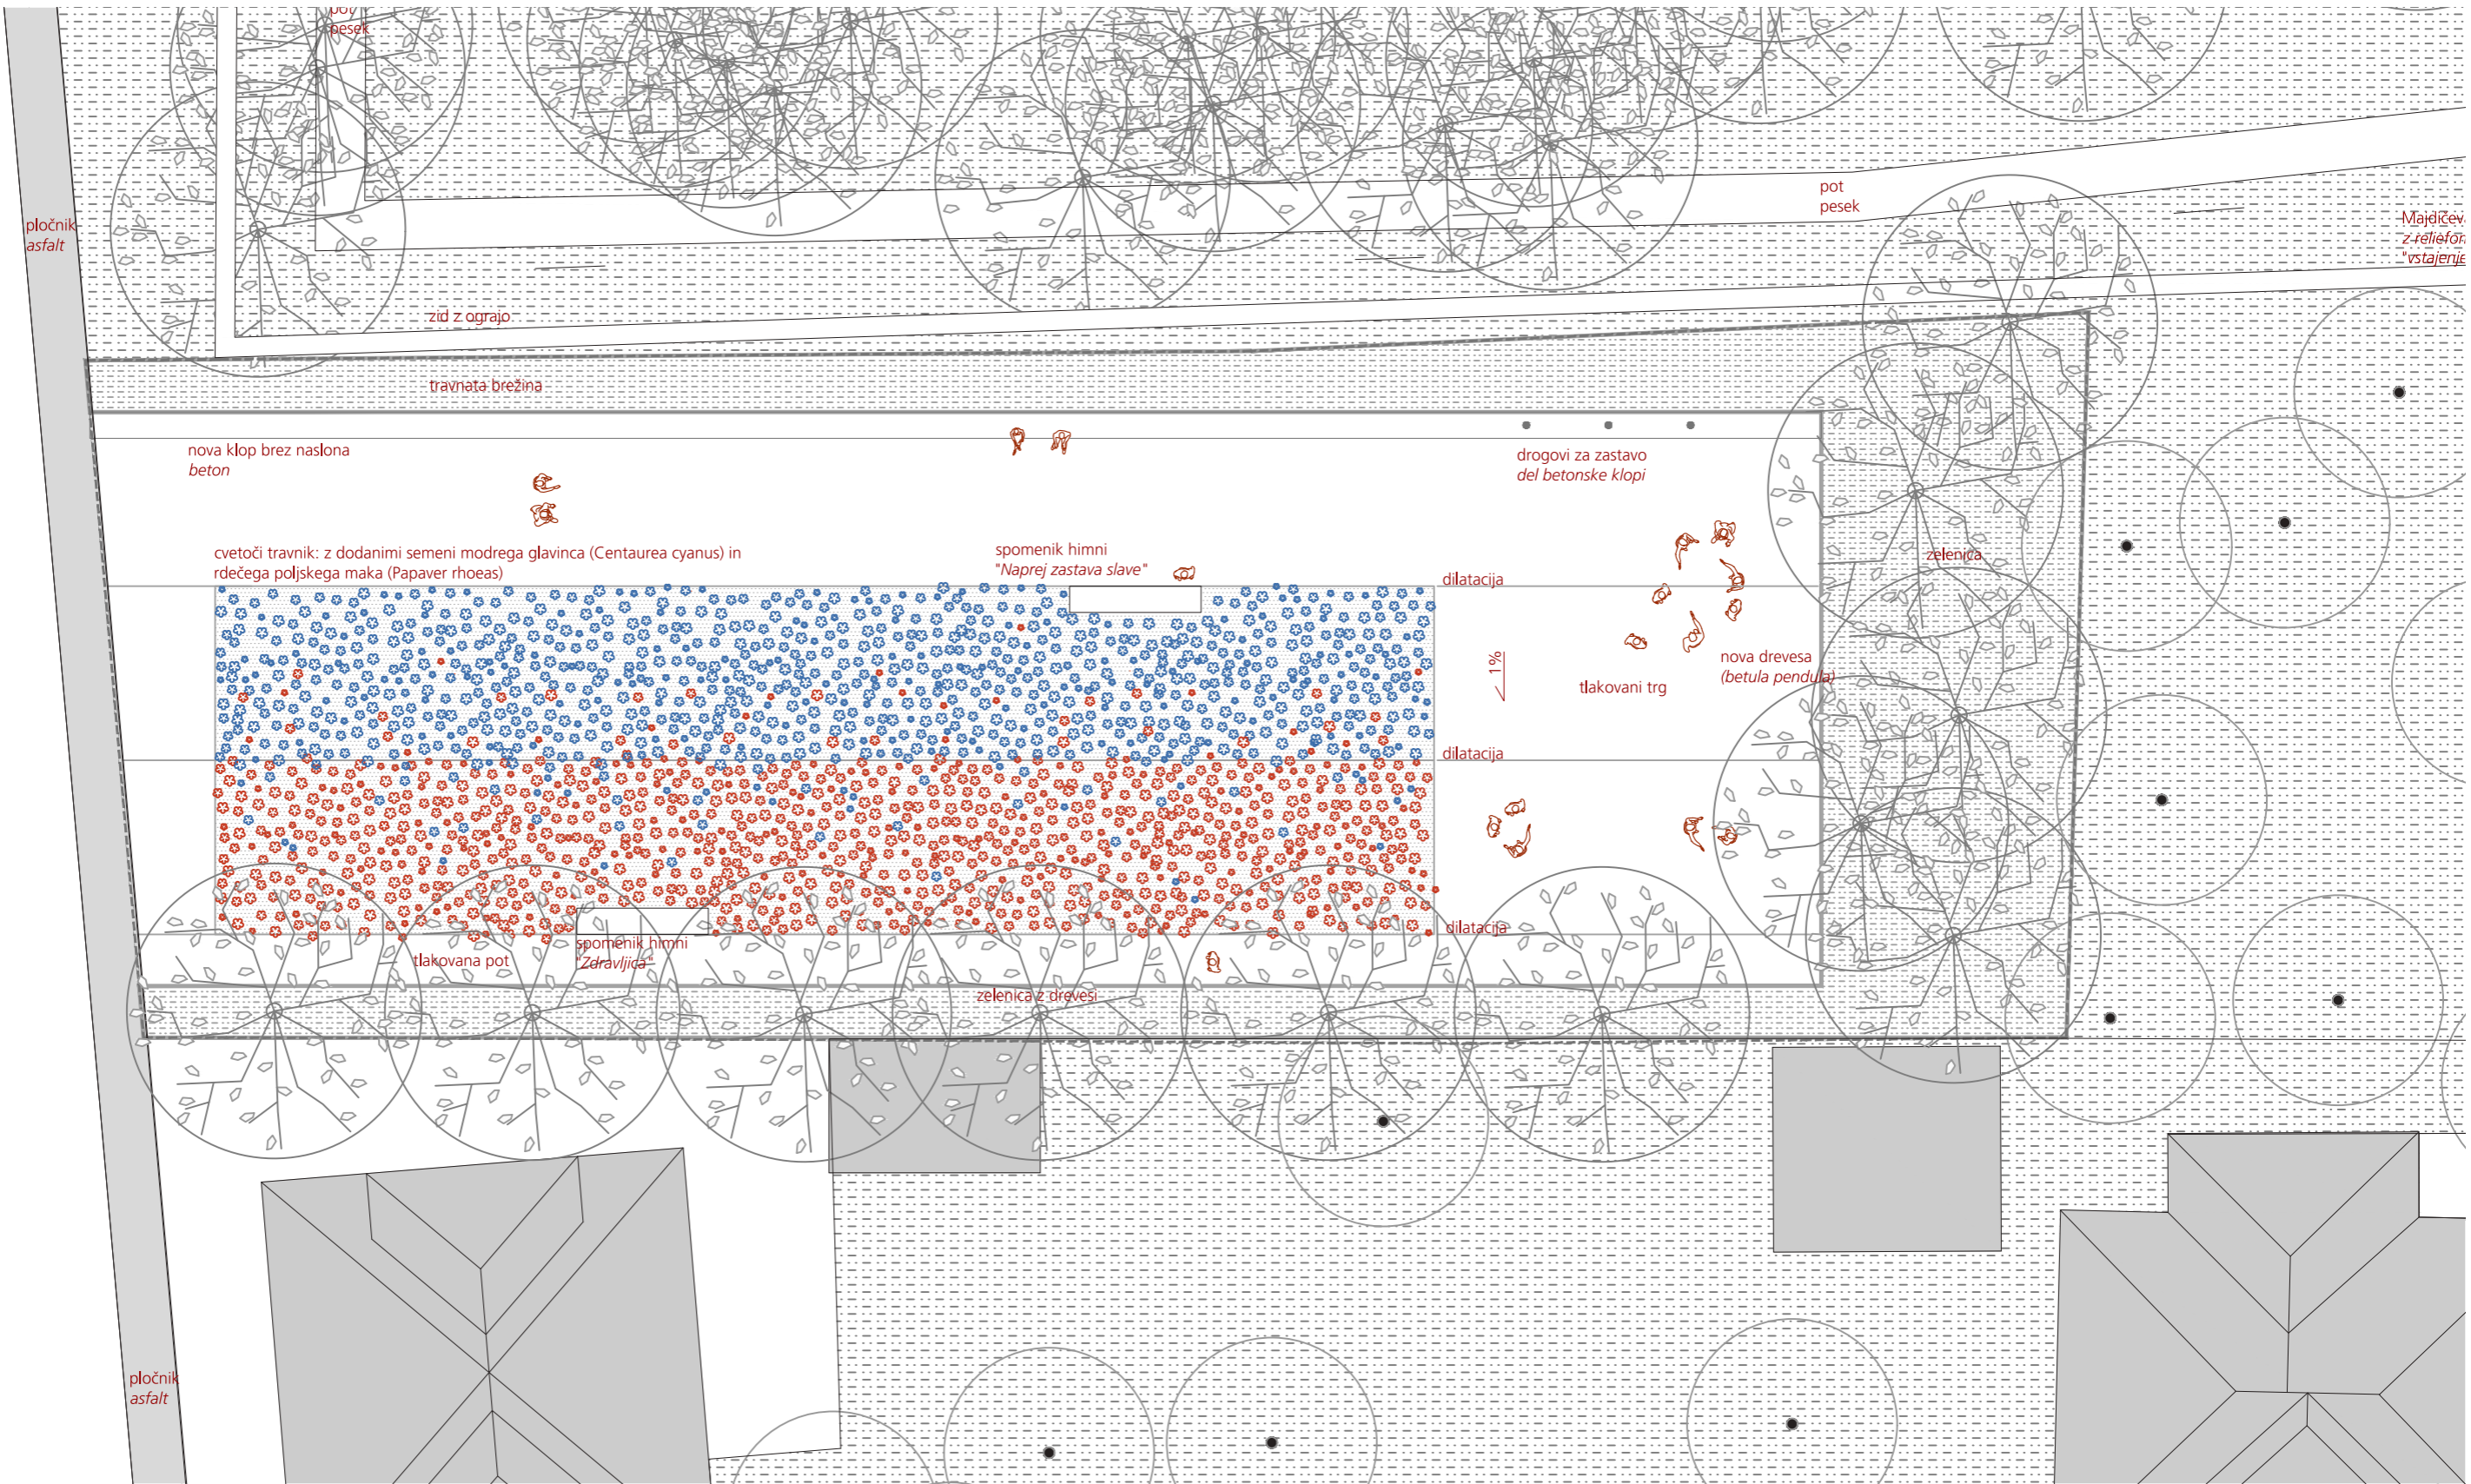 pot
pesek
pot
pesek
pločnik
asfalt
"vstajenje
zid z ograjo
travnata brežina
nova klop brez naslona
beton
drogovi za zastavo
del betonske klopi
cvetoči travnik: z dodanimi semeni modrega glavinca (Centaurea cyanus) in
rdečega poljskega maka (Papaver rhoeas)
spomenik himni
"Naprej zastava slave"
zelenica
dilatacija
1%
nova drevesa
(betula pendula)
tlakovani trg
dilatacija
dilatacija
spomenik himni
"Zdravljica"
tlakovana pot
zelenica z drevesi
pločnik
asfalt